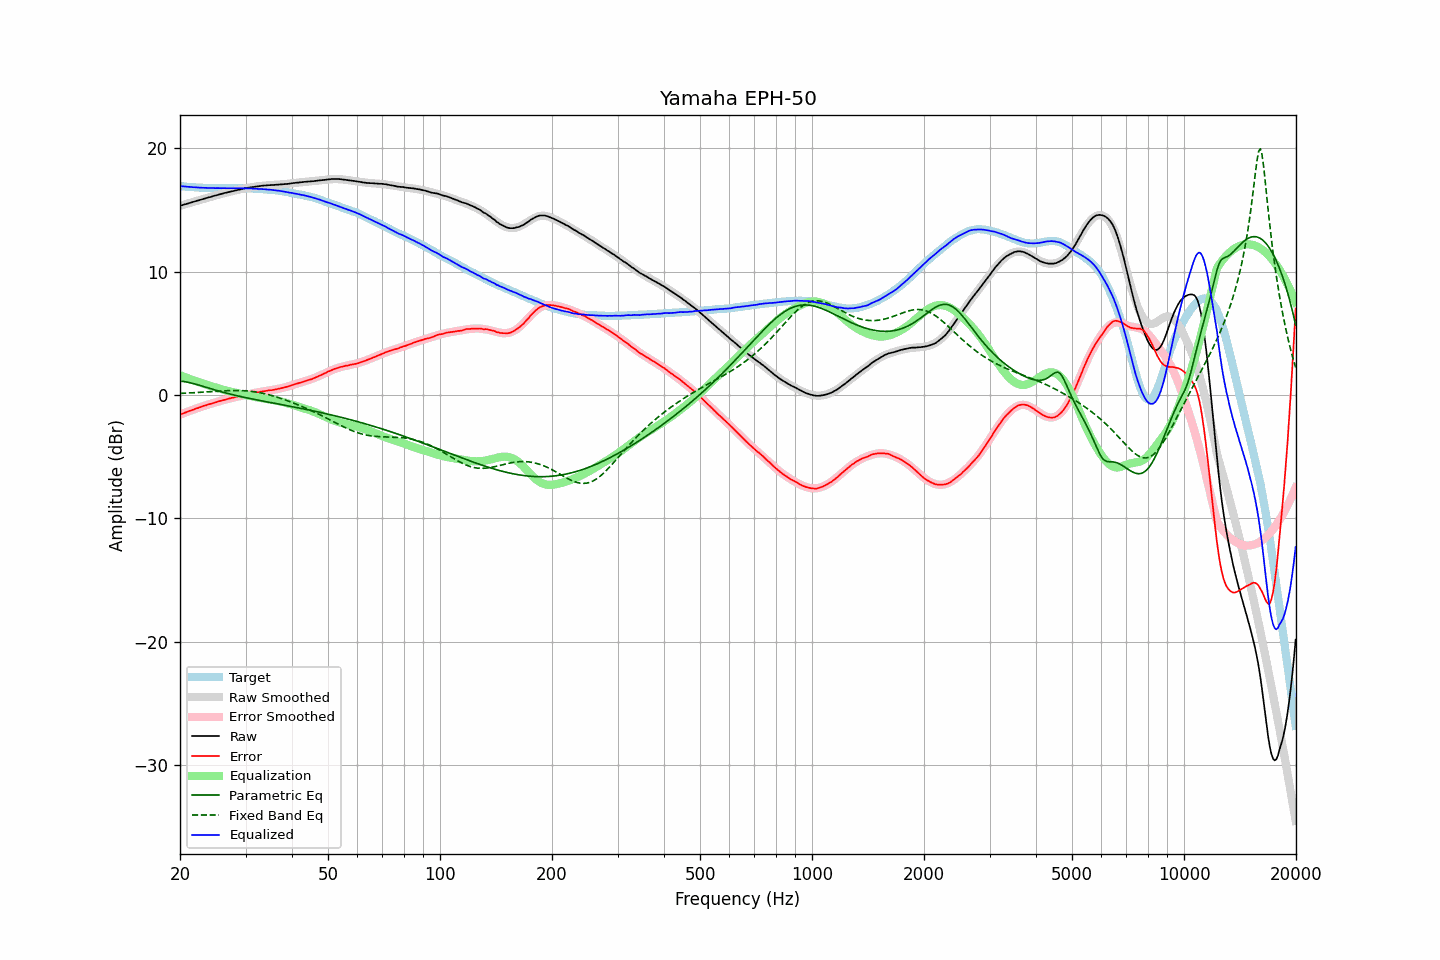 Yamaha EPH-50
Amplitude (dBr)
20
10
0
−10
−20
−30
Target
Raw Smoothed
Error Smoothed
Raw
Error
Equalization
Parametric Eq
Fixed Band Eq
Equalized
20 50 100 200 500 1000 2000 5000 10000 20000
Frequency (Hz)